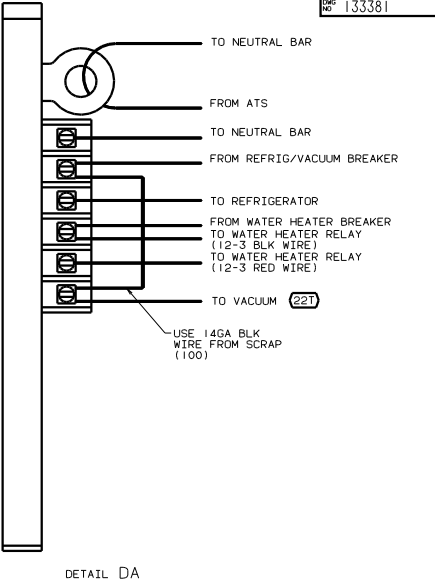 DWG
NO 133381
TO NEUTRAL BAR
FROM ATS
TO NEUTRAL BAR
FROM REFRIG/VACUUM BREAKER
TO REFRIGERATOR
FROM WATER HEATER BREAKER
TO WATER HEATER RELAY
(12-3 BLK WIRE)
TO WATER HEATER RELAY
(12-3 RED WIRE)
TO VACUUM 22T
USE 14GA BLK
WIRE FROM SCRAP
(100)
DETAIL DA